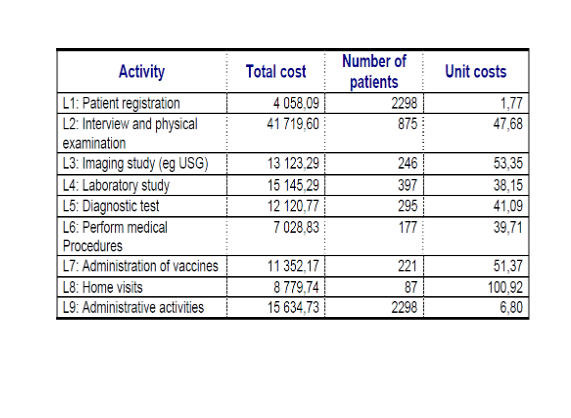 Activity Total cost Number of patients Unit costs
L1: Patient registration 4 058,09 2298 1,77
L2: Interview and physical 41 719,60 875 47,68
examination
L3: Imaging study (eg USG) 13 123,29 246 53,35
L4: Laboratory study 15 145,29 397 38,15
L5: Diagnostic test 12 120,77 295 41,09
L6: Perform medical 7 028,83 177 39,71
Procedures
L7: Administration of vaccines 11 352,17 221 51,37
L8: Home visits 8 779,74 87 100,92
L9: Administrative activities 15 634,73 2298 6,80